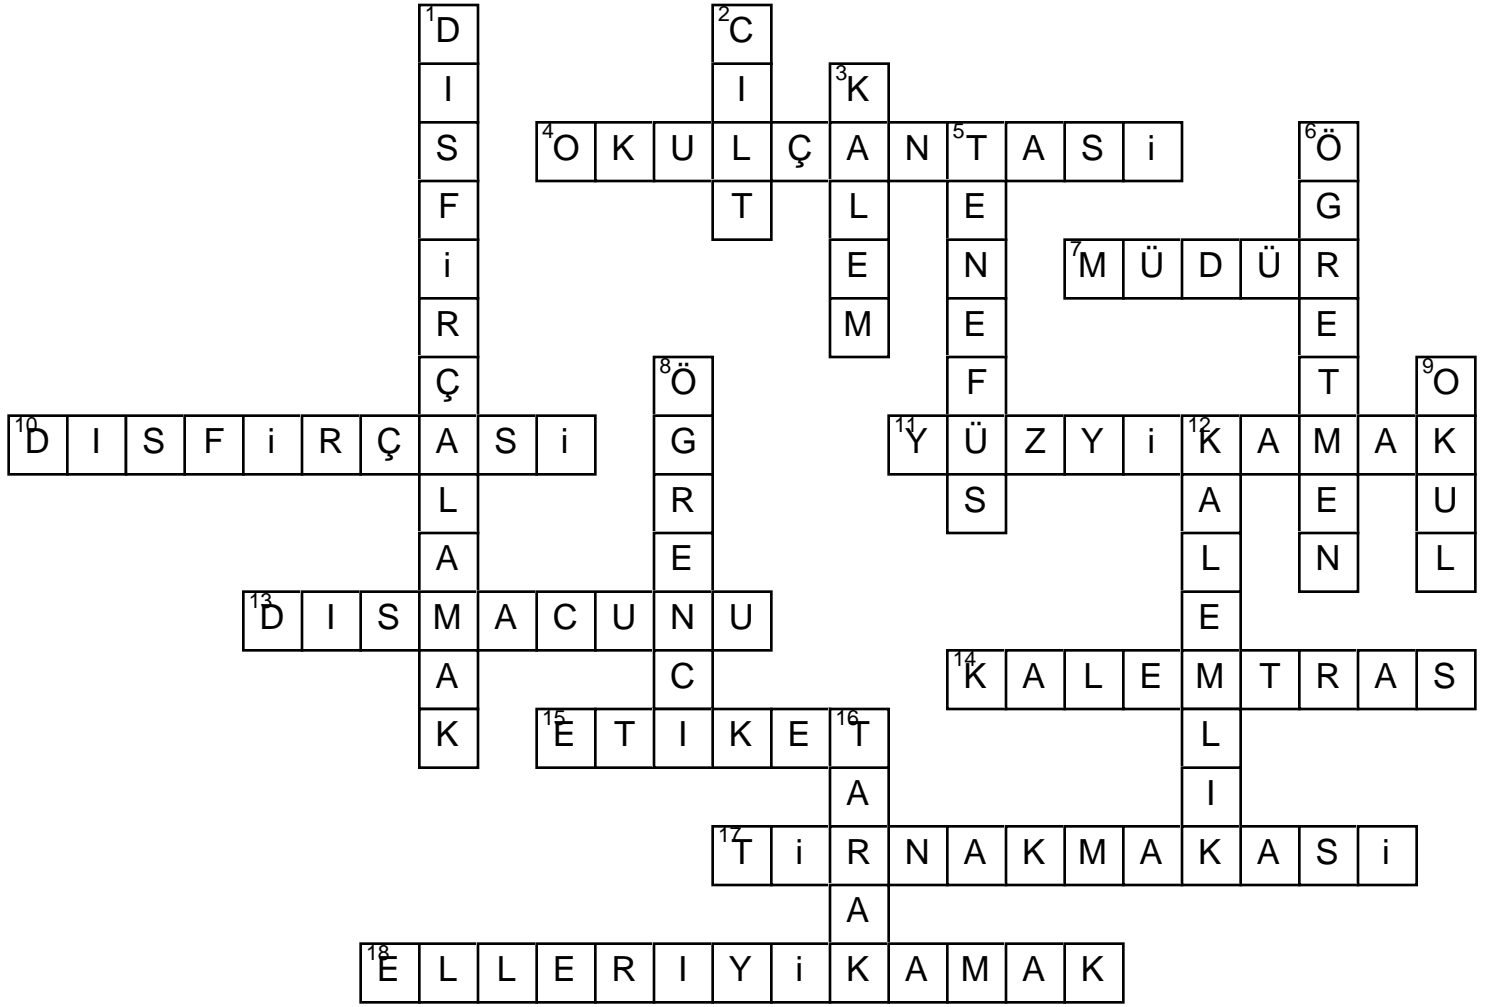 1 DISFiRÇALAMAK
2 CILT
3 KALEM
4 OKULÇANTASi
5 TENEFÜS
6 ÖGRETMEN
7 MÜDÜR
8 ÖGRENCI
9 OKUL
10 DISFiRÇASi
11 YÜZYiKAMAK
12 KALEMLIK
13 DISMACUNU
14 KALEMTRAS
15 ETIKET
16 TARAK
17 TiRNAKMAKASi
18 ELLERIYiKAMAK